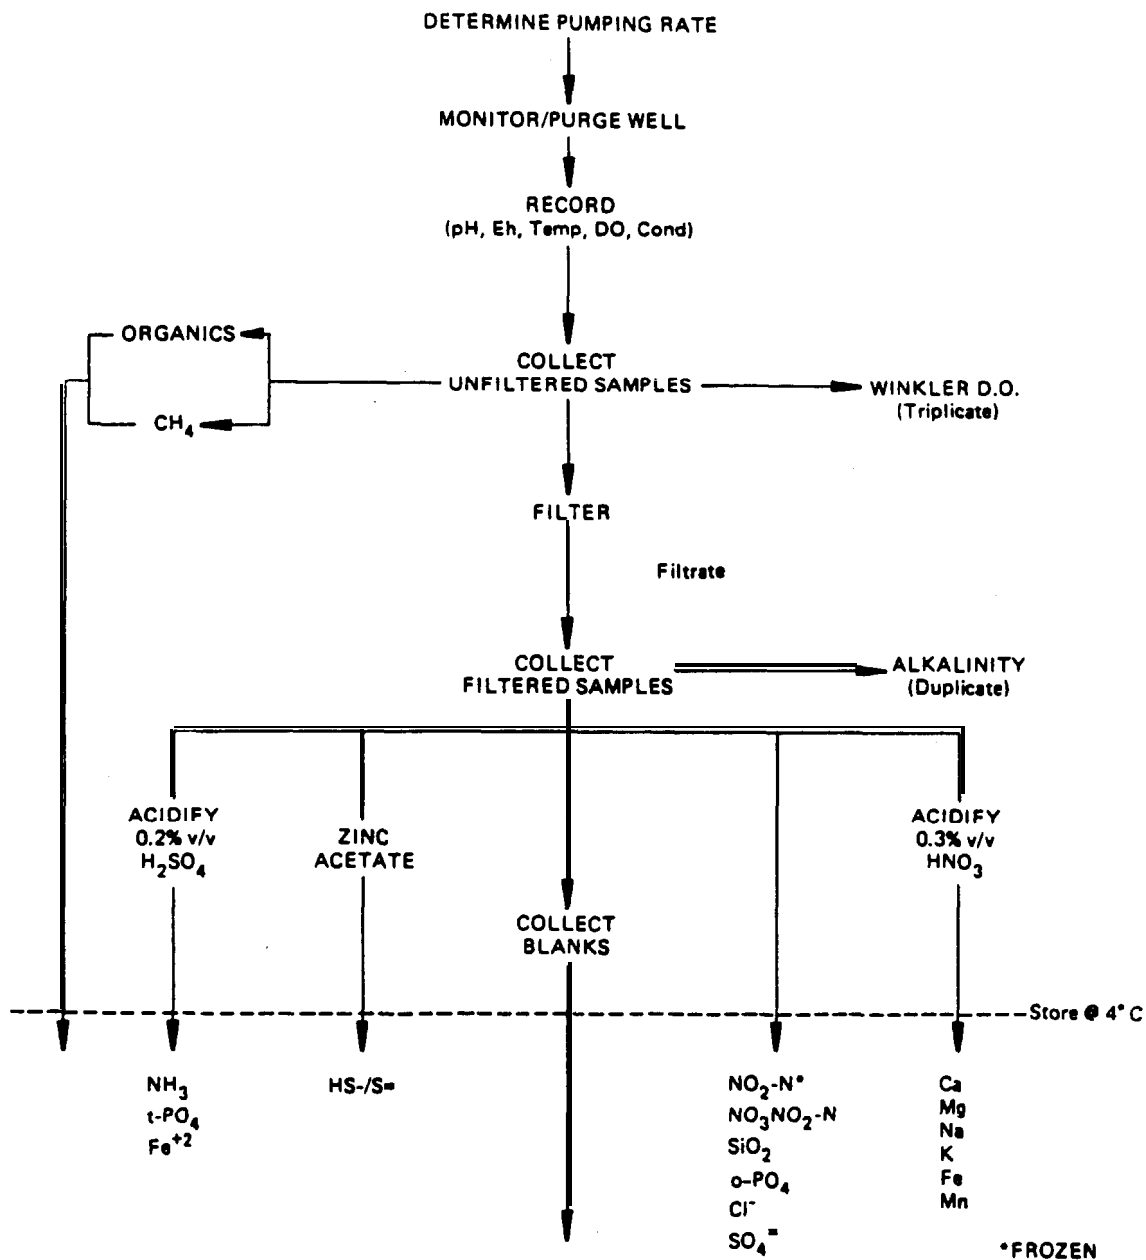 DETERMINE PUMPING RATE
MONITOR/PURGE WELL
RECORD
(pH, Eh, Temp, DO, Cond)
ORGANICS
CH4
COLLECT
UNFILTERED SAMPLES
WINKLER D.O.
(Triplicate)
FILTER
Filtrate
COLLECT
FILTERED SAMPLES
ALKALINITY
(Duplicate)
ACIDIFY
0.2% v/v
H2SO4
ZINC
ACETATE
COLLECT
BLANKS
ACIDIFY
0.3% v/v
HNO3
Store @ 4° C
NH3
t-PO4
Fe+2
HS-/S=
NO2-N*
NO3NO2-N
SiO2
o-PO4
Cl-
SO4=
Ca
Mg
Na
K
Fe
Mn
*FROZEN